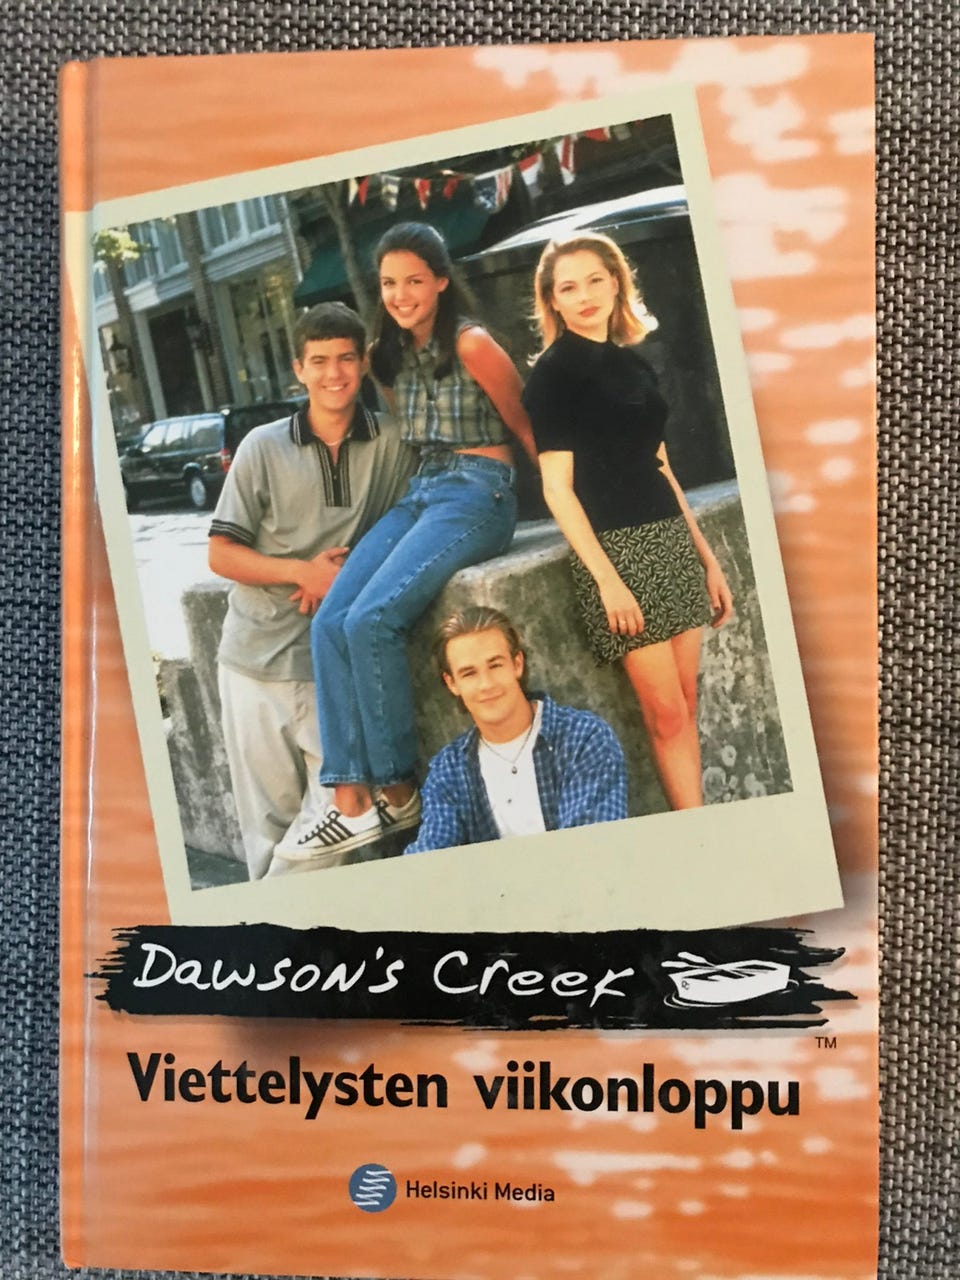 Dawson's Creek
TM
Viettelysten viikonloppu
Helsinki Media